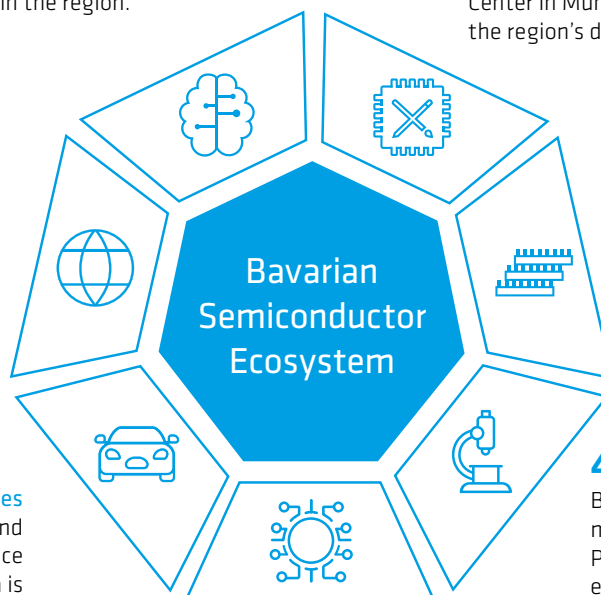 in the region.
Center in Mun
the region's d
Bavarian
Semiconductor
Ecosystem
es
nd
ce
is
4
B
n
P
e